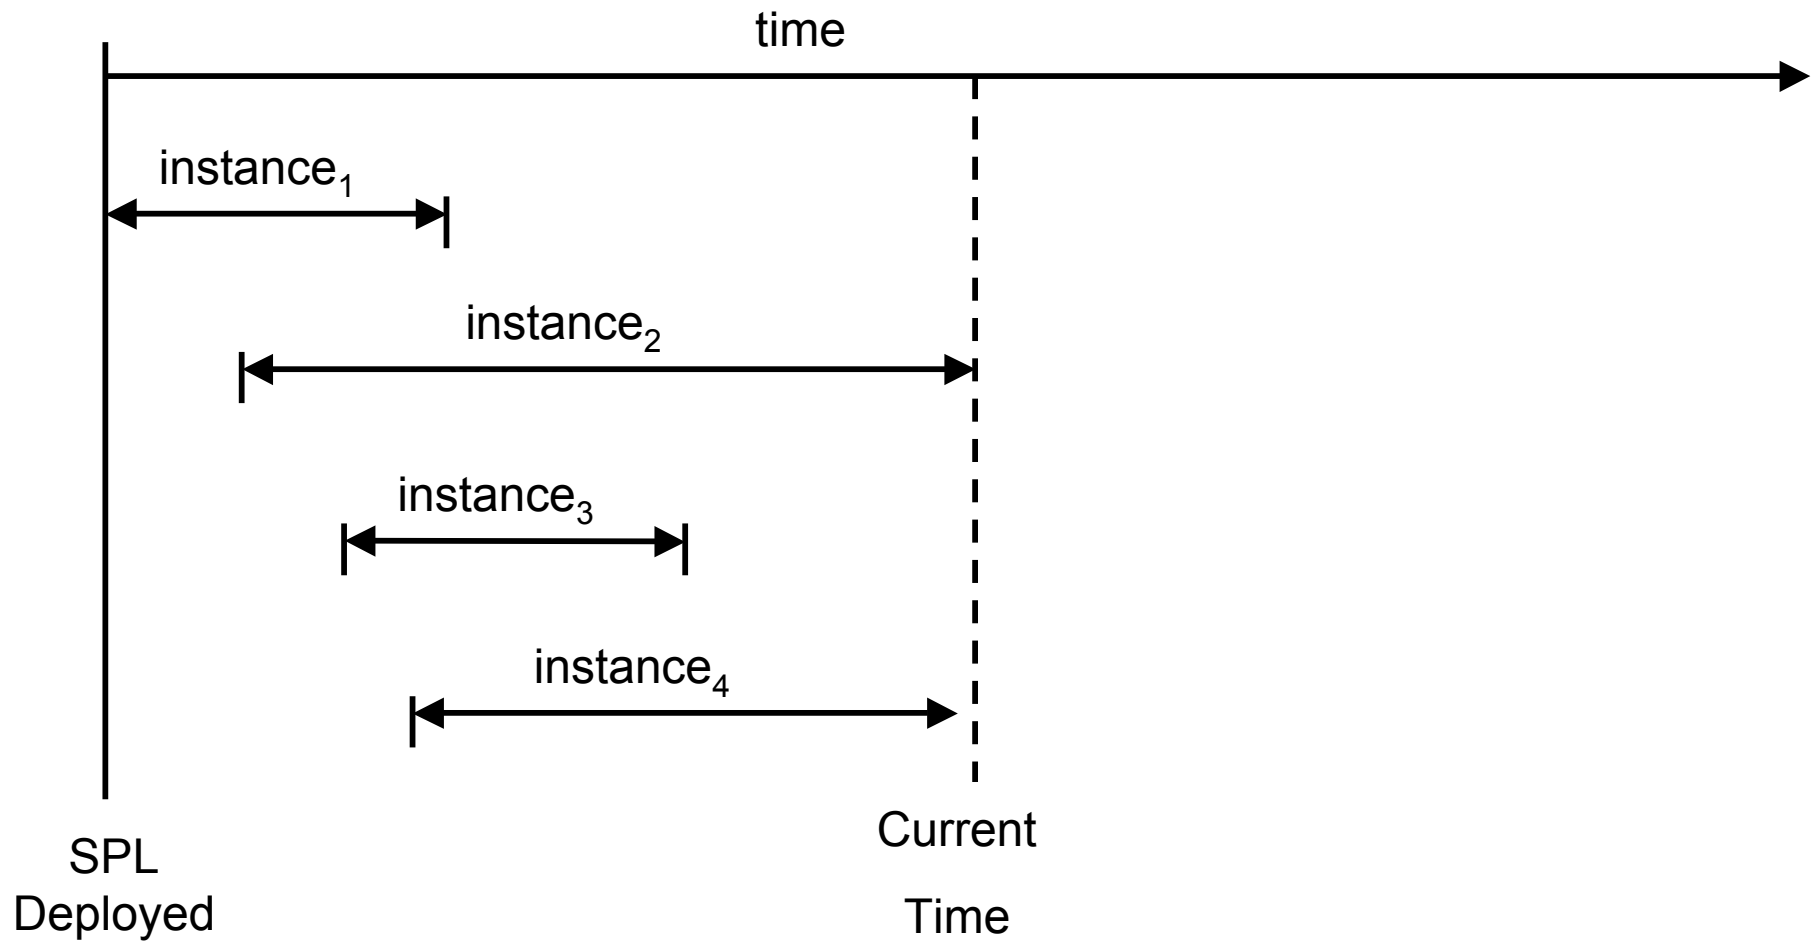 time
instance₁
instance₂
instance₃
instance₄
SPL
Deployed
Current
Time